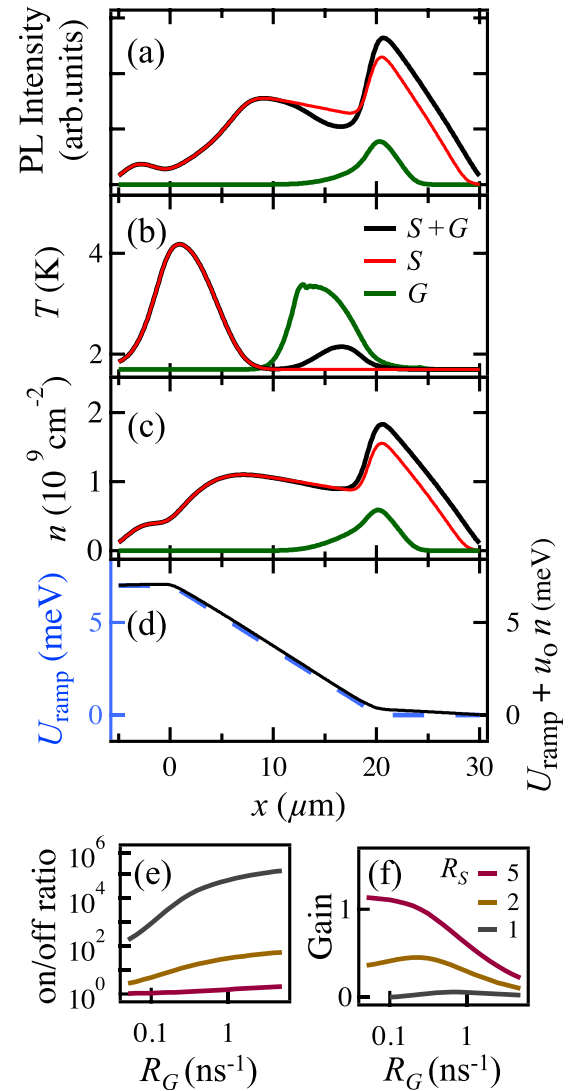 (a)
PL Intensity
(arb.units)
(b)
S + G
S
G
4
2
T (K)
(c)
2
1
0
n (10⁹ cm⁻²)
(d)
5
0
U_ramp (meV)
5
0
U_ramp + u_o n (meV)
0 10 20 30
x (μm)
(e)
10⁶
10⁴
10²
10⁰
on/off ratio
0.1 1
R_G (ns⁻¹)
(f)
R_S 5
2
1
1
0
Gain
0.1 1
R_G (ns⁻¹)